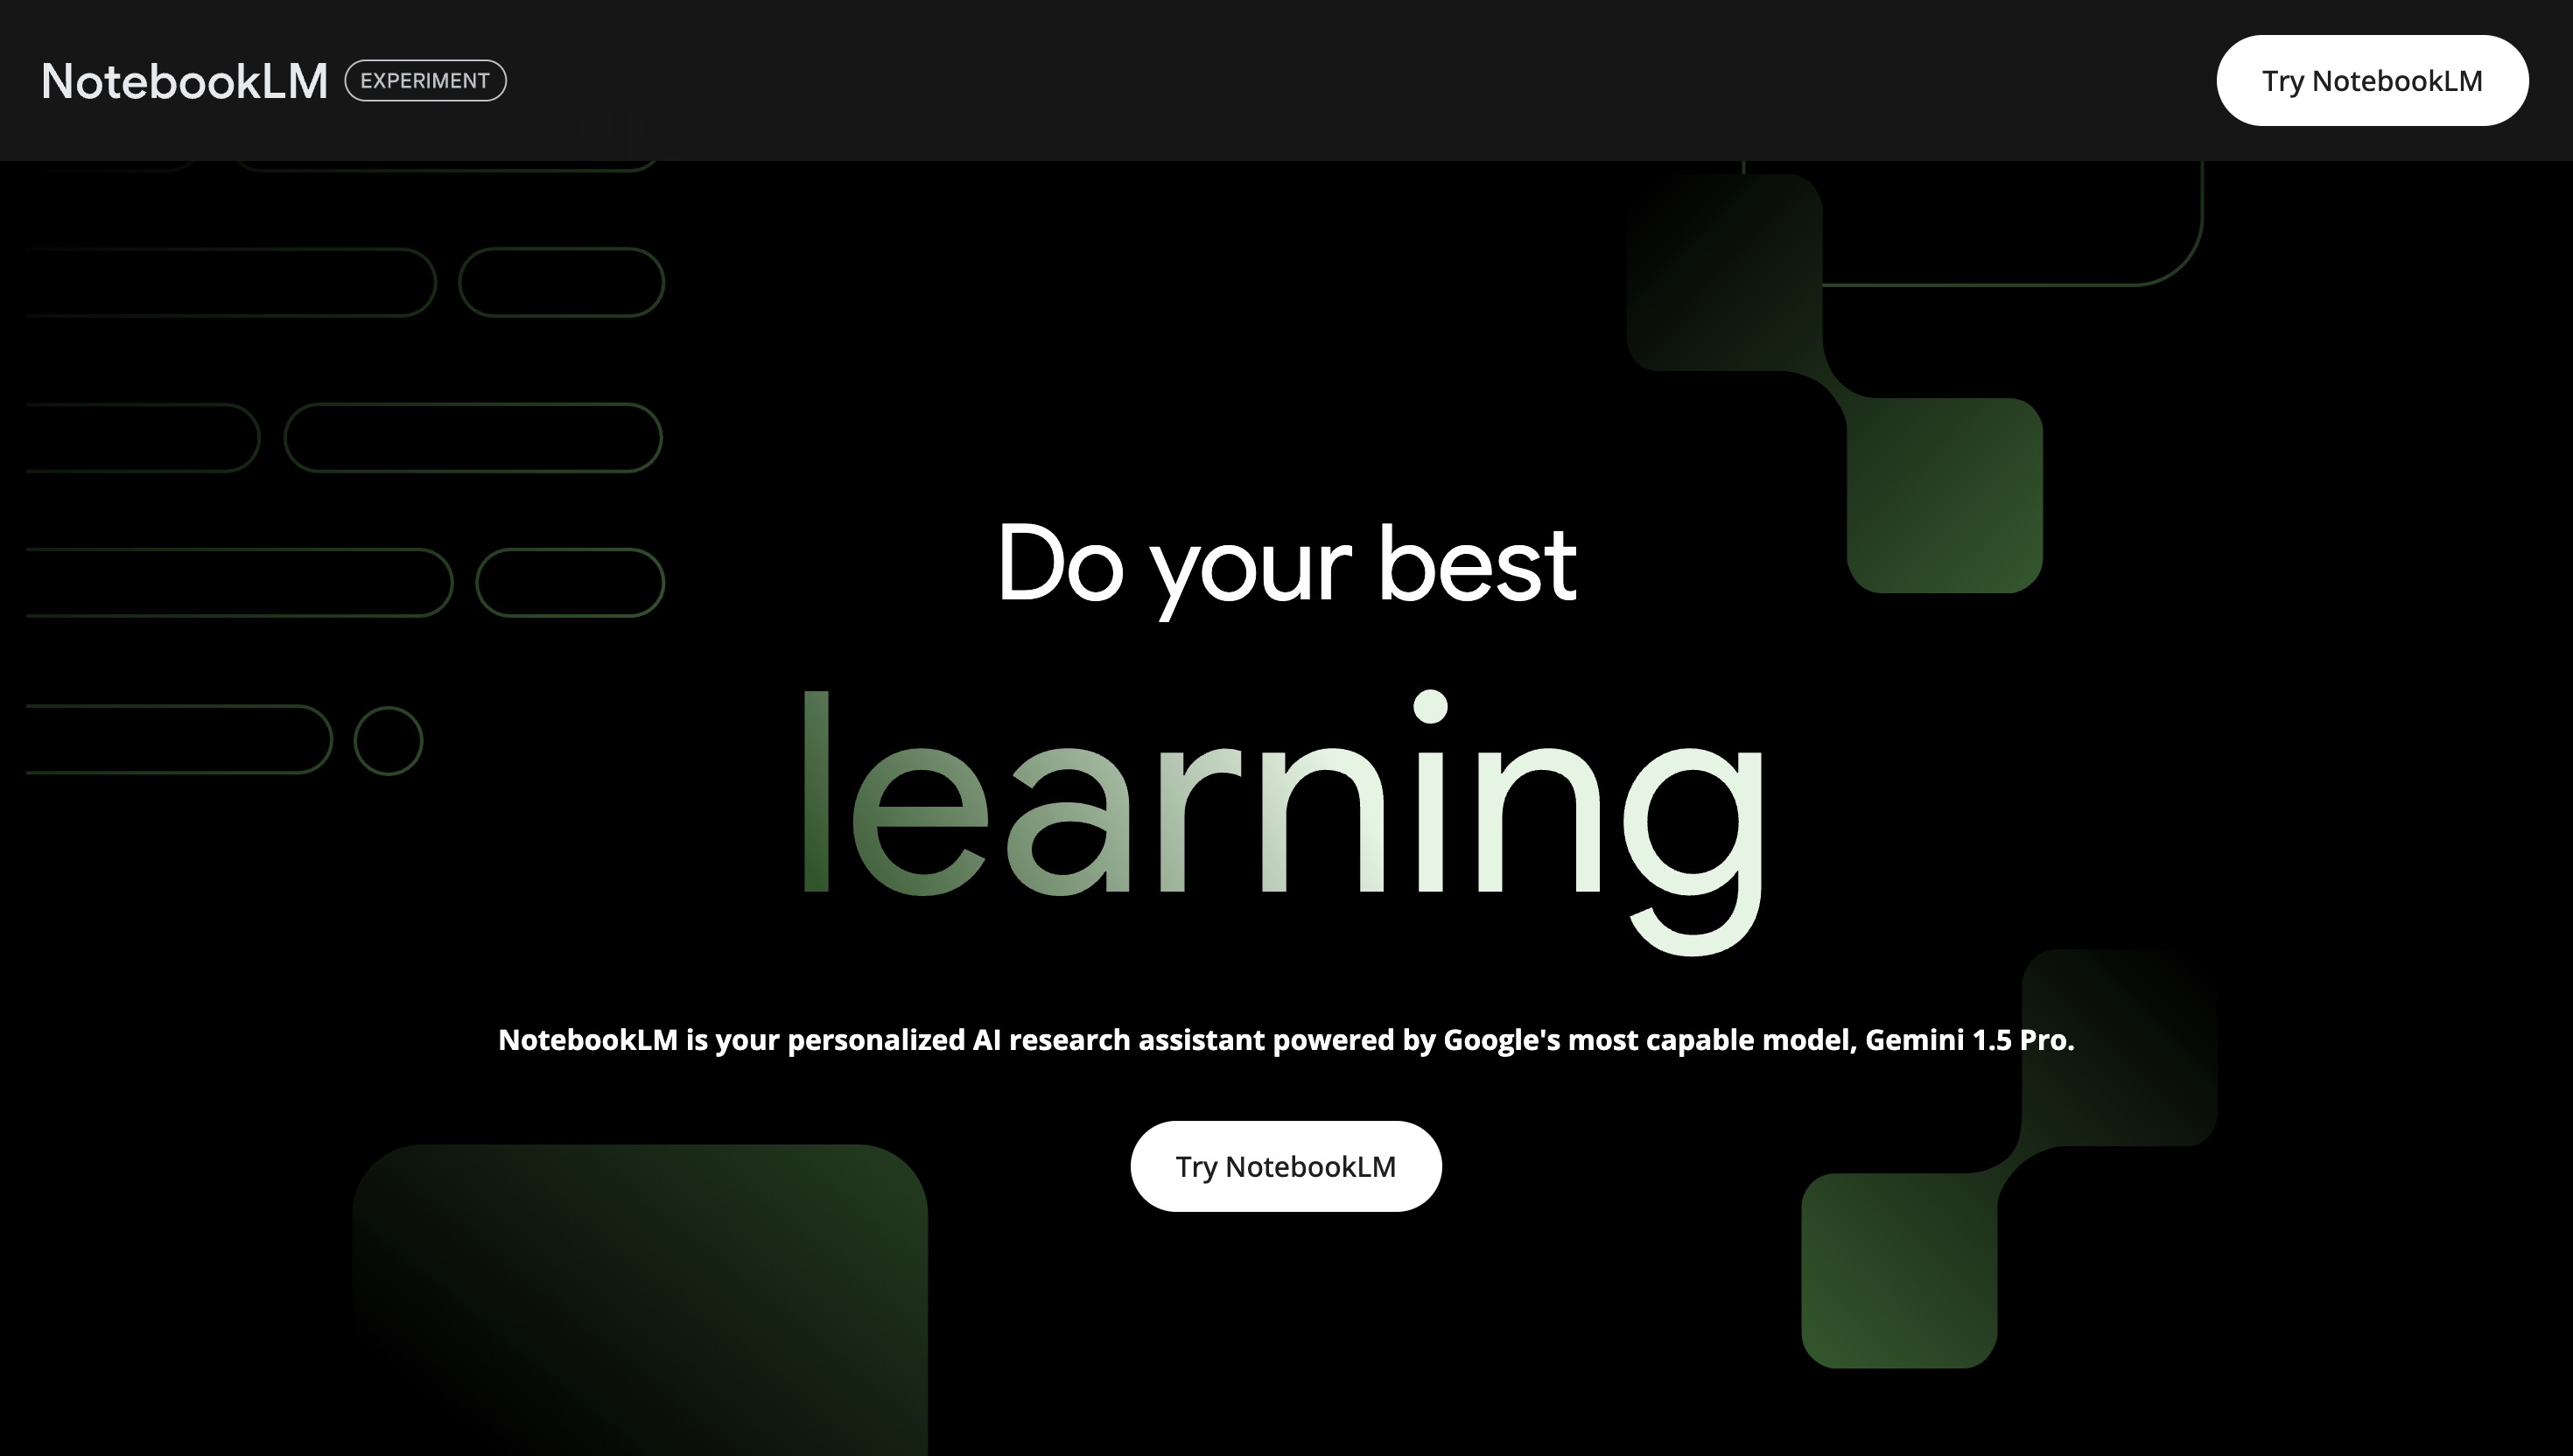 NotebookLM EXPERIMENT Try NotebookLM
Do your best
learning
NotebookLM is your personalized AI research assistant powered by Google's most capable model, Gemini 1.5 Pro.
Try NotebookLM